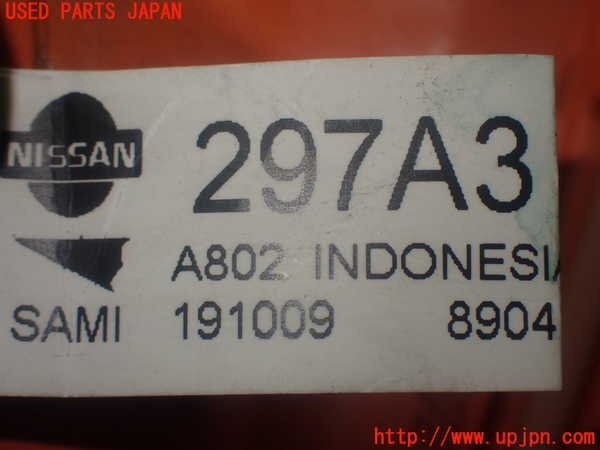 USED PARTS JAPAN
NISSAN
297A3
A802 INDONESIA
SAMI 191009 8904
http://www.upjpn.com/